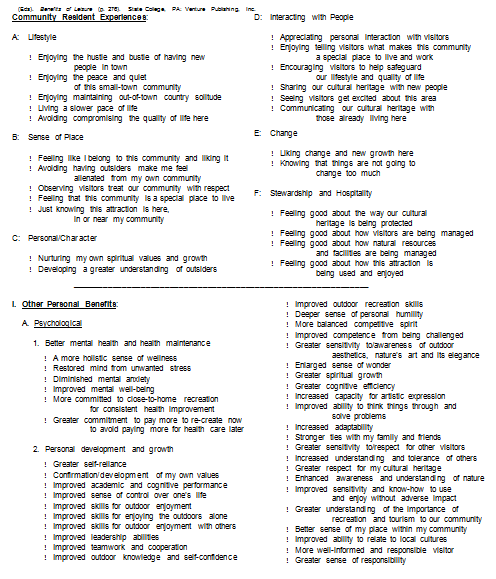 (Eds). Benefits of Leisure (p. 276). State College, PA: Venture Publishing, Inc.
Community Resident Experiences:
A: Lifestyle
! Enjoying the hustle and bustle of having new
people in town
! Enjoying the peace and quiet
of this small-town community
! Enjoying maintaining out-of-town country solitude
! Living a slower pace of life
! Avoiding compromising the quality of life here
B: Sense of Place
! Feeling like I belong to this community and liking it
! Avoiding having outsiders make me feel
alienated from my own community
! Observing visitors treat our community with respect
! Feeling that this community is a special place to live
! Just knowing this attraction is here,
in or near my community
C: Personal/Character
! Nurturing my own spiritual values and growth
! Developing a greater understanding of outsiders
D: Interacting with People
! Appreciating personal interaction with visitors
! Enjoying telling visitors what makes this community
a special place to live and work
! Encouraging visitors to help safeguard
our lifestyle and quality of life
! Sharing our cultural heritage with new people
! Seeing visitors get excited about this area
! Communicating our cultural heritage with
those already living here
E: Change
! Liking change and new growth here
! Knowing that things are not going to
change too much
F: Stewardship and Hospitality
! Feeling good about the way our cultural
heritage is being protected
! Feeling good about how visitors are being managed
! Feeling good about how natural resources
and facilities are being managed
! Feeling good about how this attraction is
being used and enjoyed
I. Other Personal Benefits:
A. Psychological
1. Better mental health and health maintenance
! A more holistic sense of wellness
! Restored mind from unwanted stress
! Diminished mental anxiety
! Improved mental well-being
! More committed to close-to-home recreation
for consistent health improvement
! Greater commitment to pay more to re-create now
to avoid paying more for health care later
2. Personal development and growth
! Greater self-reliance
! Confirmation/development of my own values
! Improved academic and cognitive performance
! Improved sense of control over one's life
! Improved skills for outdoor enjoyment
! Improved skills for enjoying the outdoors alone
! Improved skills for outdoor enjoyment with others
! Improved leadership abilities
! Improved teamwork and cooperation
! Improved outdoor knowledge and self-confidence
! Improved outdoor recreation skills
! Deeper sense of personal humility
! More balanced competitive spirit
! Improved competence from being challenged
! Greater sensitivity to/awareness of outdoor
aesthetics, nature's art and its elegance
! Enlarged sense of wonder
! Greater spiritual growth
! Greater cognitive efficiency
! Increased capacity for artistic expression
! Improved ability to think things through and
solve problems
! Increased adaptability
! Stronger ties with my family and friends
! Greater sensitivity to/respect for other visitors
! Increased understanding and tolerance of others
! Greater respect for my cultural heritage
! Enhanced awareness and understanding of nature
! Improved sensitivity and know-how to use
and enjoy without adverse impact
! Greater understanding of the importance of
recreation and tourism to our community
! Better sense of my place within my community
! Improved ability to relate to local cultures
! More well-informed and responsible visitor
! Greater sense of responsibility